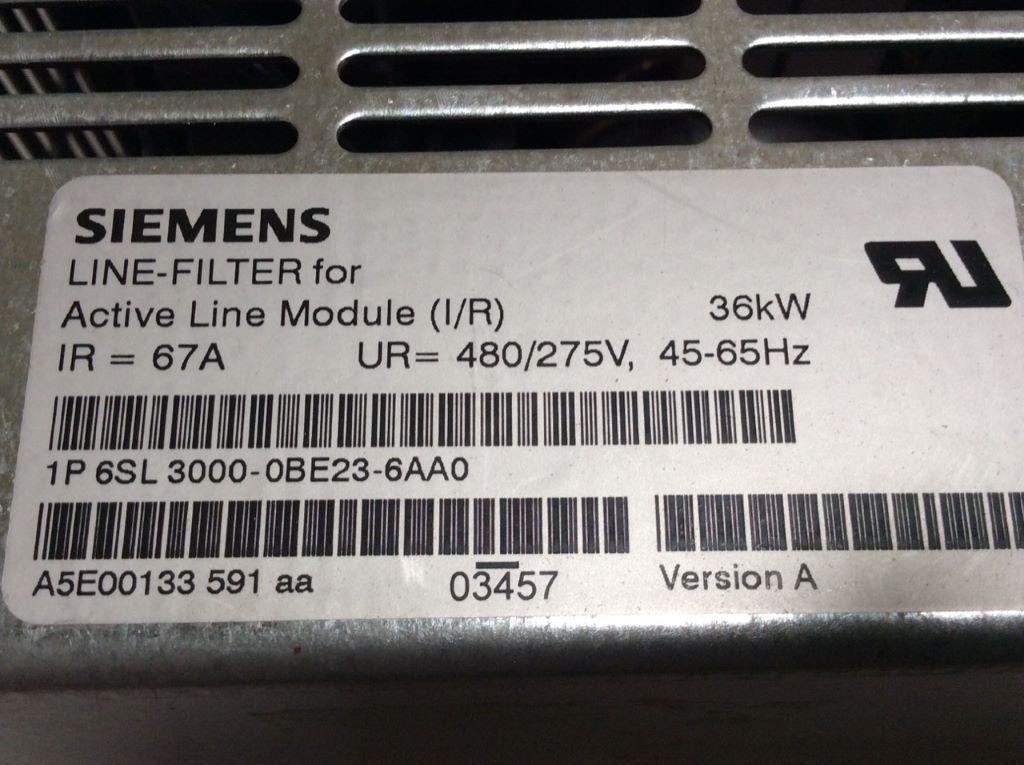 SIEMENS
LINE-FILTER for
Active Line Module (I/R) 36kW
IR = 67A UR= 480/275V, 45-65Hz
1P 6SL 3000-0BE23-6AA0
A5E00133 591 aa 03457 Version A